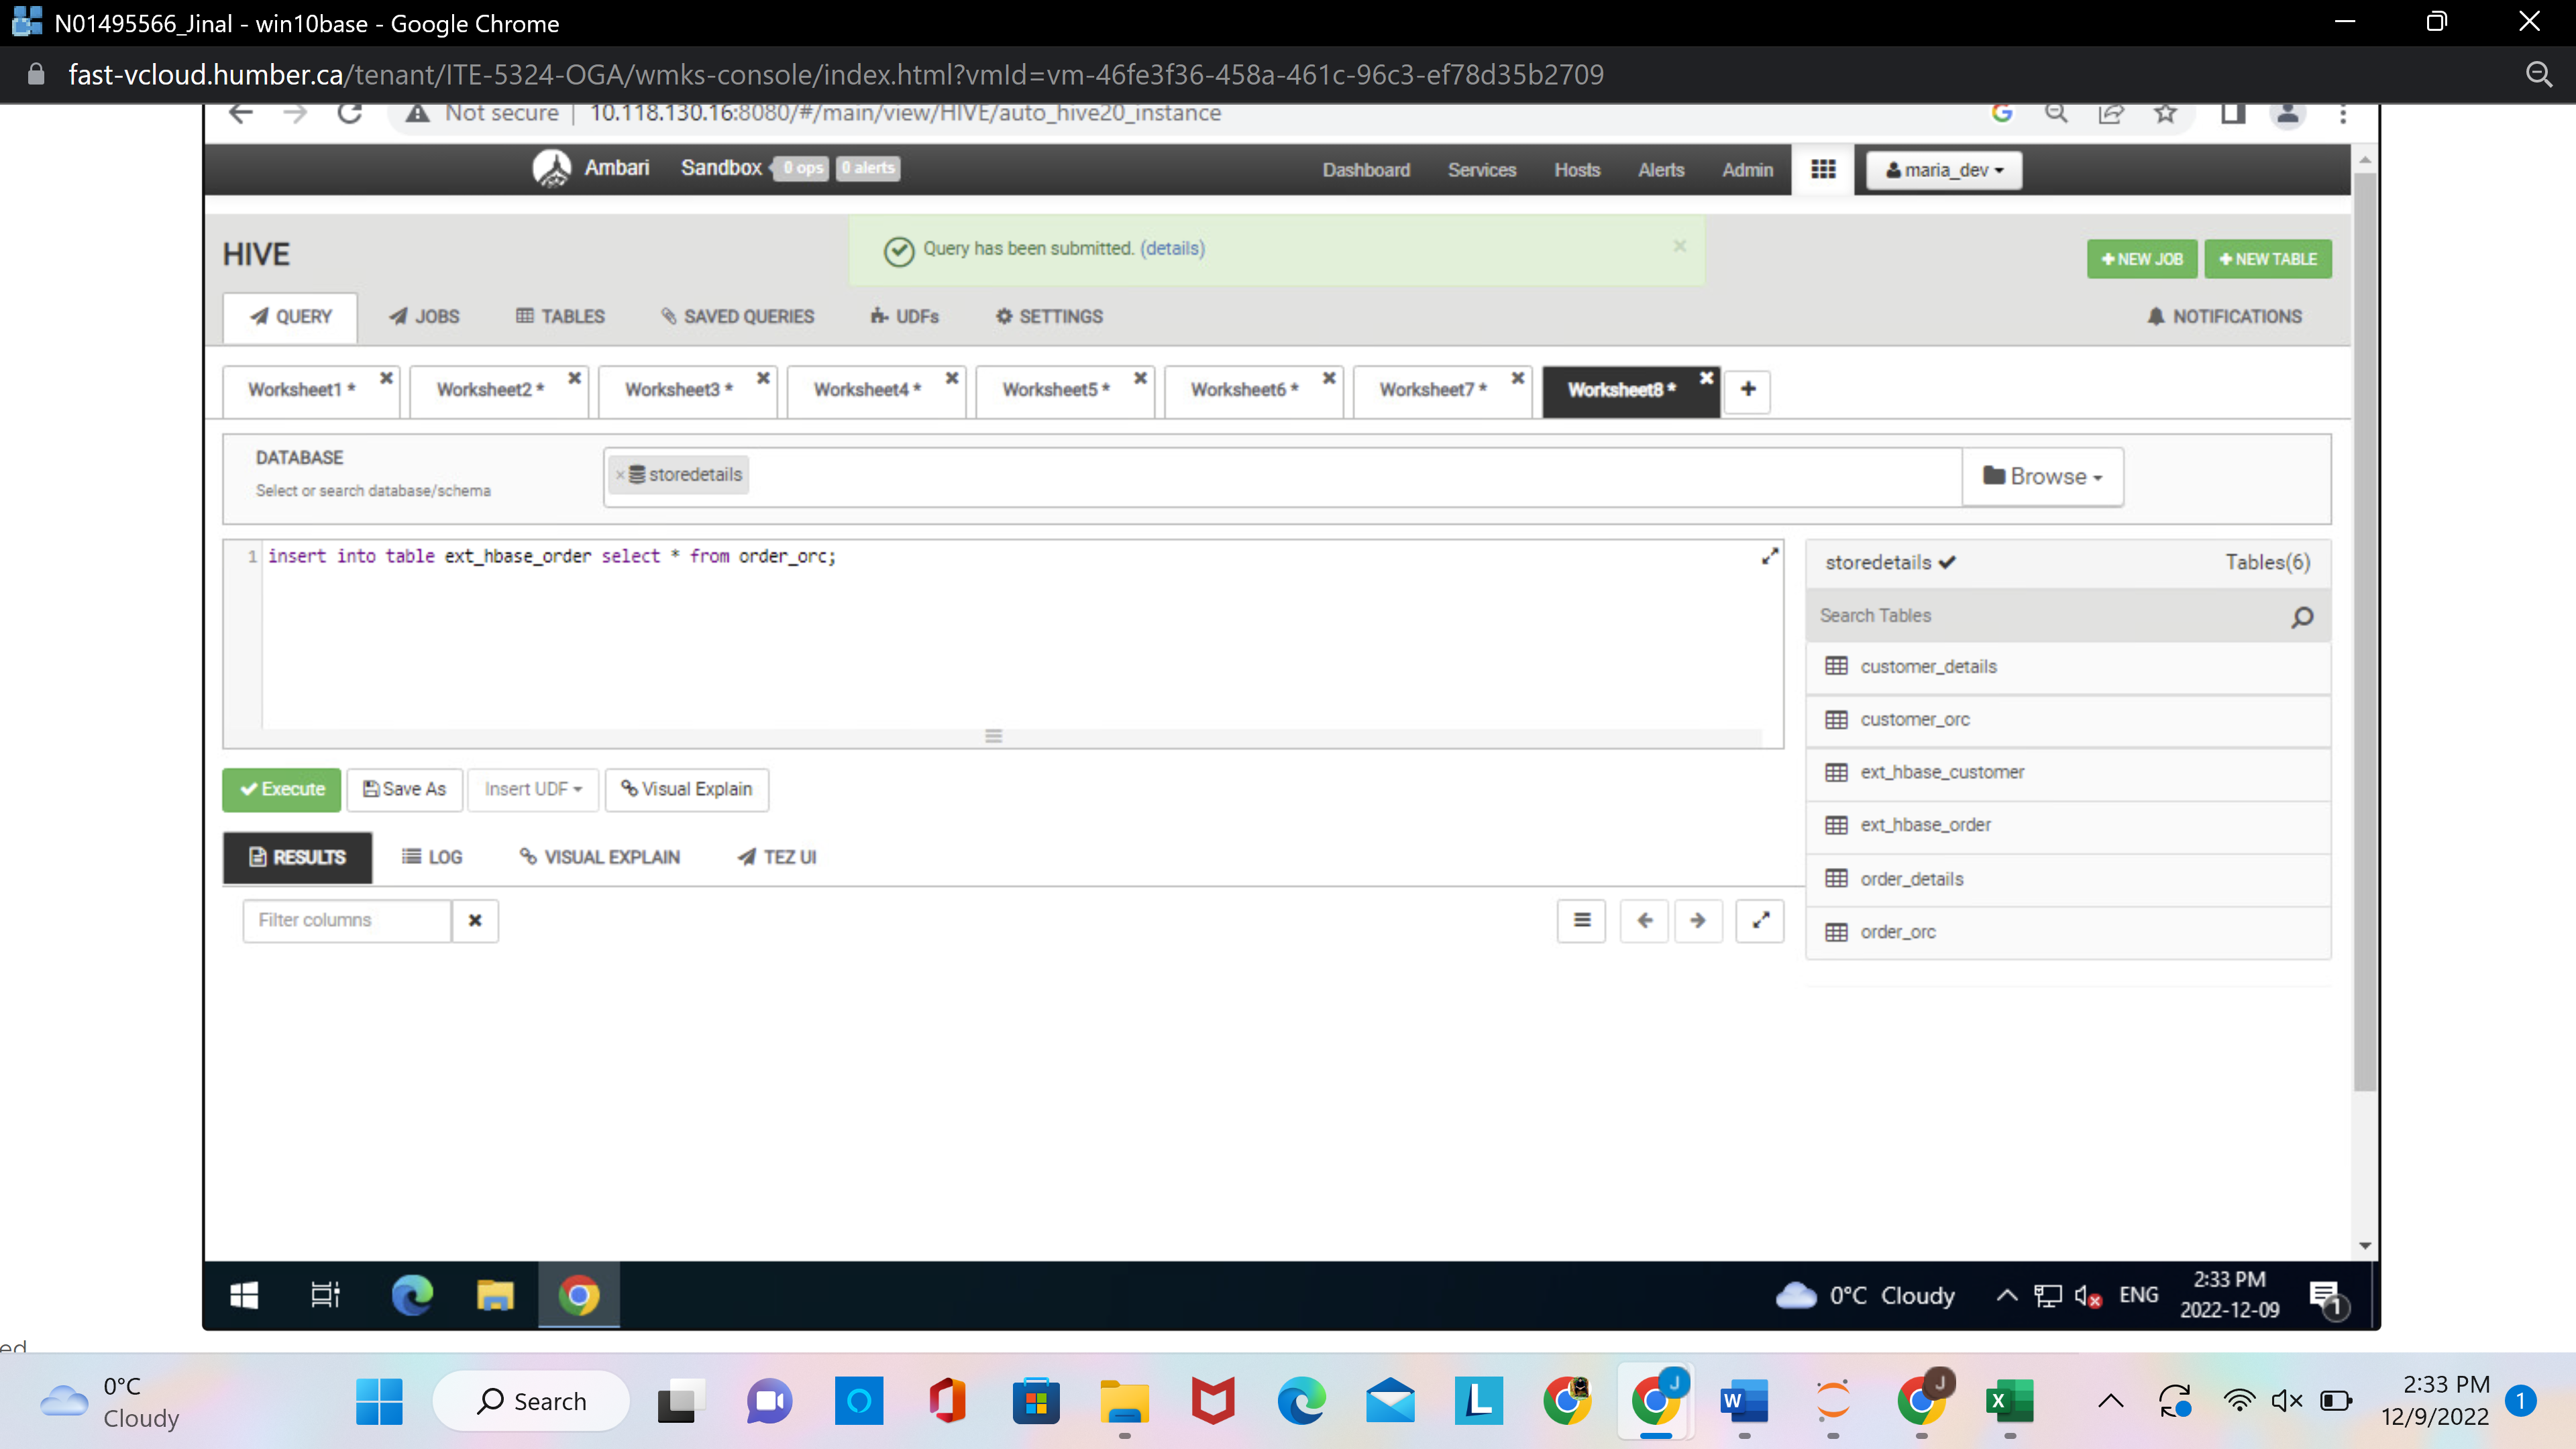 N01495566_Jinal - win10base - Google Chrome
fast-vcloud.humber.ca/tenant/ITE-5324-OGA/wmks-console/index.html?vmId=vm-46fe3f36-458a-461c-96c3-ef78d35b2709
Not secure | 10.118.130.16:8080/#/main/view/HIVE/auto_hive20_instance
Ambari Sandbox 0 ops 0 alerts Dashboard Services Hosts Alerts Admin maria_dev
HIVE
Query has been submitted. (details)
NEW JOB NEW TABLE
QUERY JOBS TABLES SAVED QUERIES UDFs SETTINGS NOTIFICATIONS
Worksheet1 * Worksheet2 * Worksheet3 * Worksheet4 * Worksheet5 * Worksheet6 * Worksheet7 * Worksheet8 *
DATABASE
Select or search database/schema
storedetails
Browse
1 insert into table ext_hbase_order select * from order_orc;
storedetails Tables(6)
Search Tables
customer_details
customer_orc
ext_hbase_customer
ext_hbase_order
order_details
order_orc
Execute Save As Insert UDF Visual Explain
RESULTS LOG VISUAL EXPLAIN TEZ UI
Filter columns
0°C Cloudy ENG 2:33 PM
2022-12-09
1
ed
0°C
Cloudy
Search
2:33 PM
12/9/2022
1